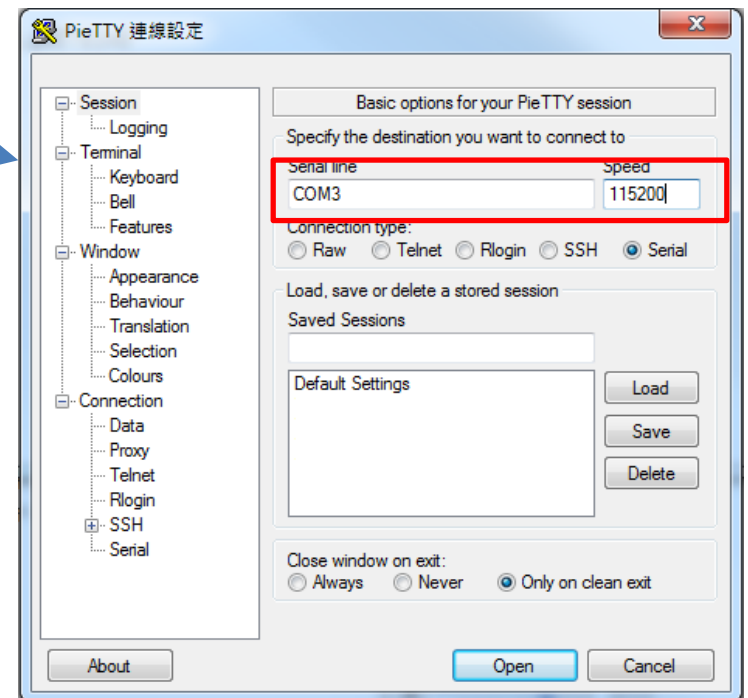 PieTTY 連線設定
Session
Logging
Terminal
Keyboard
Bell
Features
Window
Appearance
Behaviour
Translation
Selection
Colours
Connection
Data
Proxy
Telnet
Rlogin
SSH
Serial
Basic options for your PieTTY session
Specify the destination you want to connect to
Serial line Speed
COM3 115200
Connection type:
Raw Telnet Rlogin SSH Serial
Load, save or delete a stored session
Saved Sessions
Default Settings
Load
Save
Delete
Close window on exit:
Always Never Only on clean exit
About Open Cancel